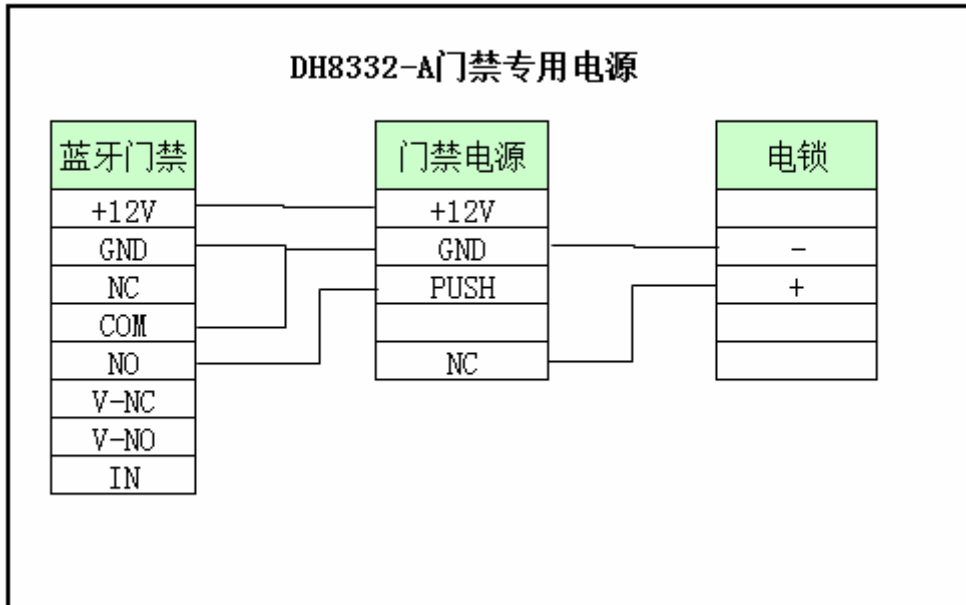 DH8332-A门禁专用电源
蓝牙门禁
+12V
GND
NC
COM
NO
V-NC
V-NO
IN
门禁电源
+12V
GND
PUSH
NC
电锁
-
+